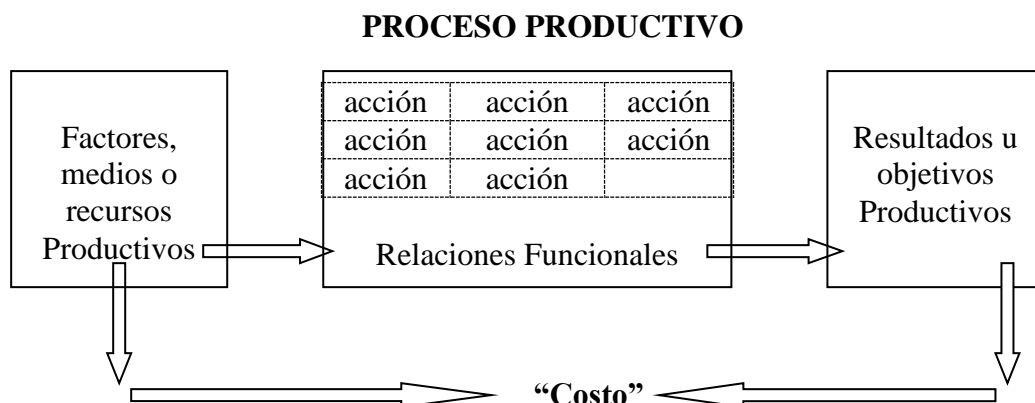 PROCESO PRODUCTIVO
Factores,
medios o
recursos
Productivos
acción acción acción
acción acción acción
acción acción
Relaciones Funcionales
Resultados u
objetivos
Productivos
“Costo”